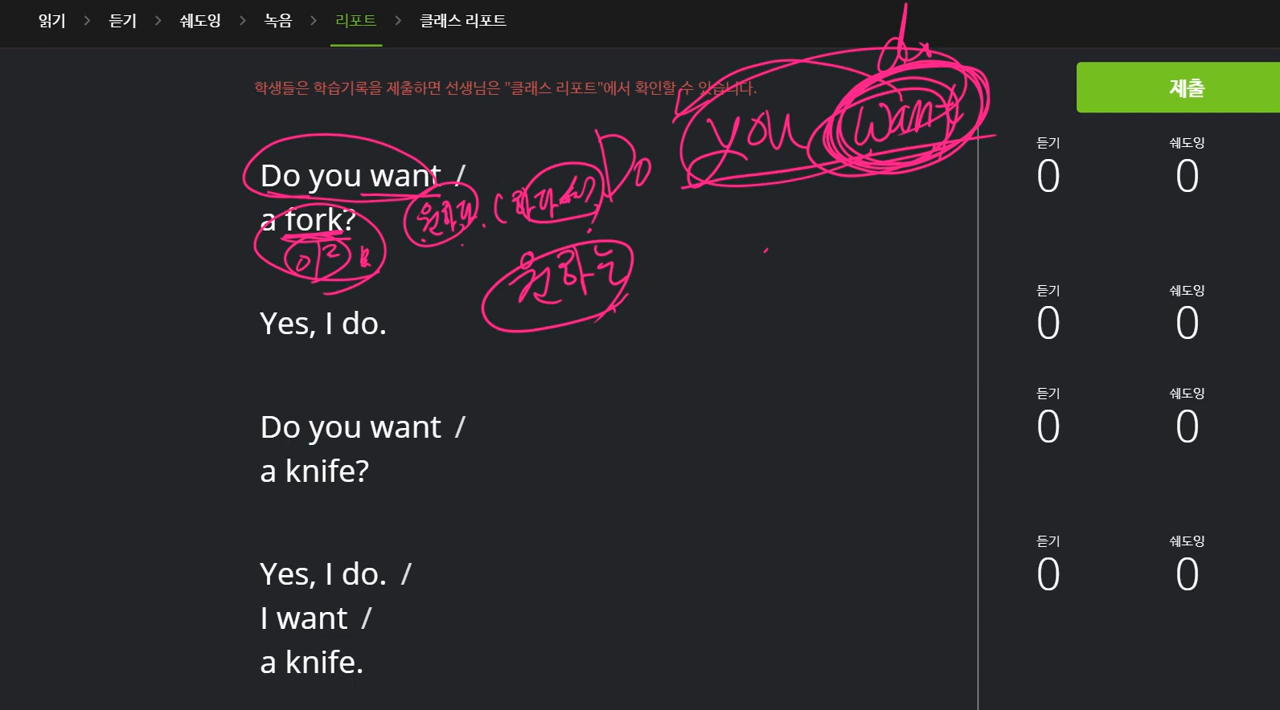 읽기 > 듣기 > 쉐도잉 > 녹음 > 리포트 > 클래스 리포트
do
학생들은 학습기록을 제출하면 선생님은 "클래스 리포트"에서 확인할 수 있습니다.
제출
you want
듣기 쉐도잉
0 0
Do you want /
Do
a fork?
원하다.
원하는
Yes, I do.
듣기 쉐도잉
0 0
Do you want /
a knife?
듣기 쉐도잉
0 0
Yes, I do. /
I want /
a knife.
듣기 쉐도잉
0 0